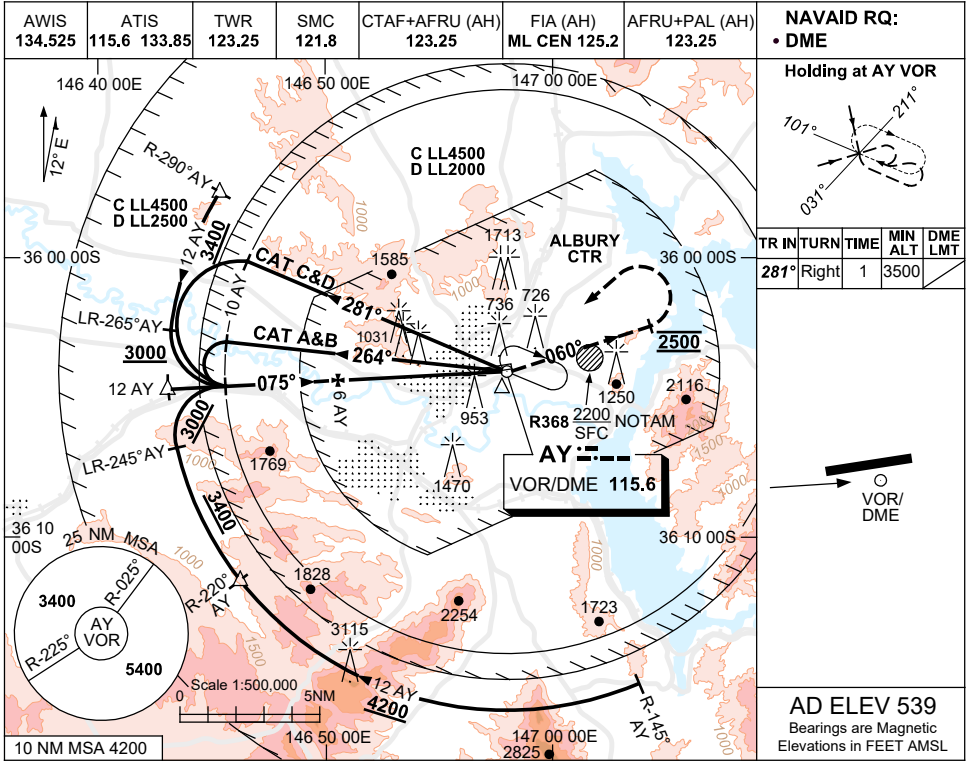 AWIS
134.525
ATIS
115.6 133.85
TWR
123.25
SMC
121.8
CTAF+AFRU (AH)
123.25
FIA (AH)
ML CEN 125.2
AFRU+PAL (AH)
123.25
NAVAID RQ:
• DME
146 40 00E
146 50 00E
147 00 00E
Holding at AY VOR
101°
211°
031°
12° E
R-290°AY
C LL4500
D LL2000
C LL4500
D LL2500
1000
TR IN
TURN
TIME
MIN ALT
DME LMT
281°
Right
1
3500
36 00 00S
12 AY
3400
1585
1713
ALBURY
CTR
36 00 00S
10 AY
CAT C&D
281°
1000
736
726
LR-265°AY
CAT A&B
1031
264°
060°
2500
3000
12 AY
075°
6 AY
1250
2116
3000
953
R368
2200
SFC
NOTAM
1000
1500
LR-245°AY
1000
1769
AY
VOR/DME 115.6
1470
1000
VOR/
DME
36 10
00S
3400
36 10 00S
25 NM MSA
1000
R-025°
3400
AY
VOR
R-225°
5400
R-220°
AY
1828
2254
1000
1723
3115
1500
Scale 1:500,000
0
5NM
12 AY
4200
R-145°
AY
10 NM MSA 4200
146 50 00E
147 00 00E
2825
AD ELEV 539
Bearings are Magnetic
Elevations in FEET AMSL